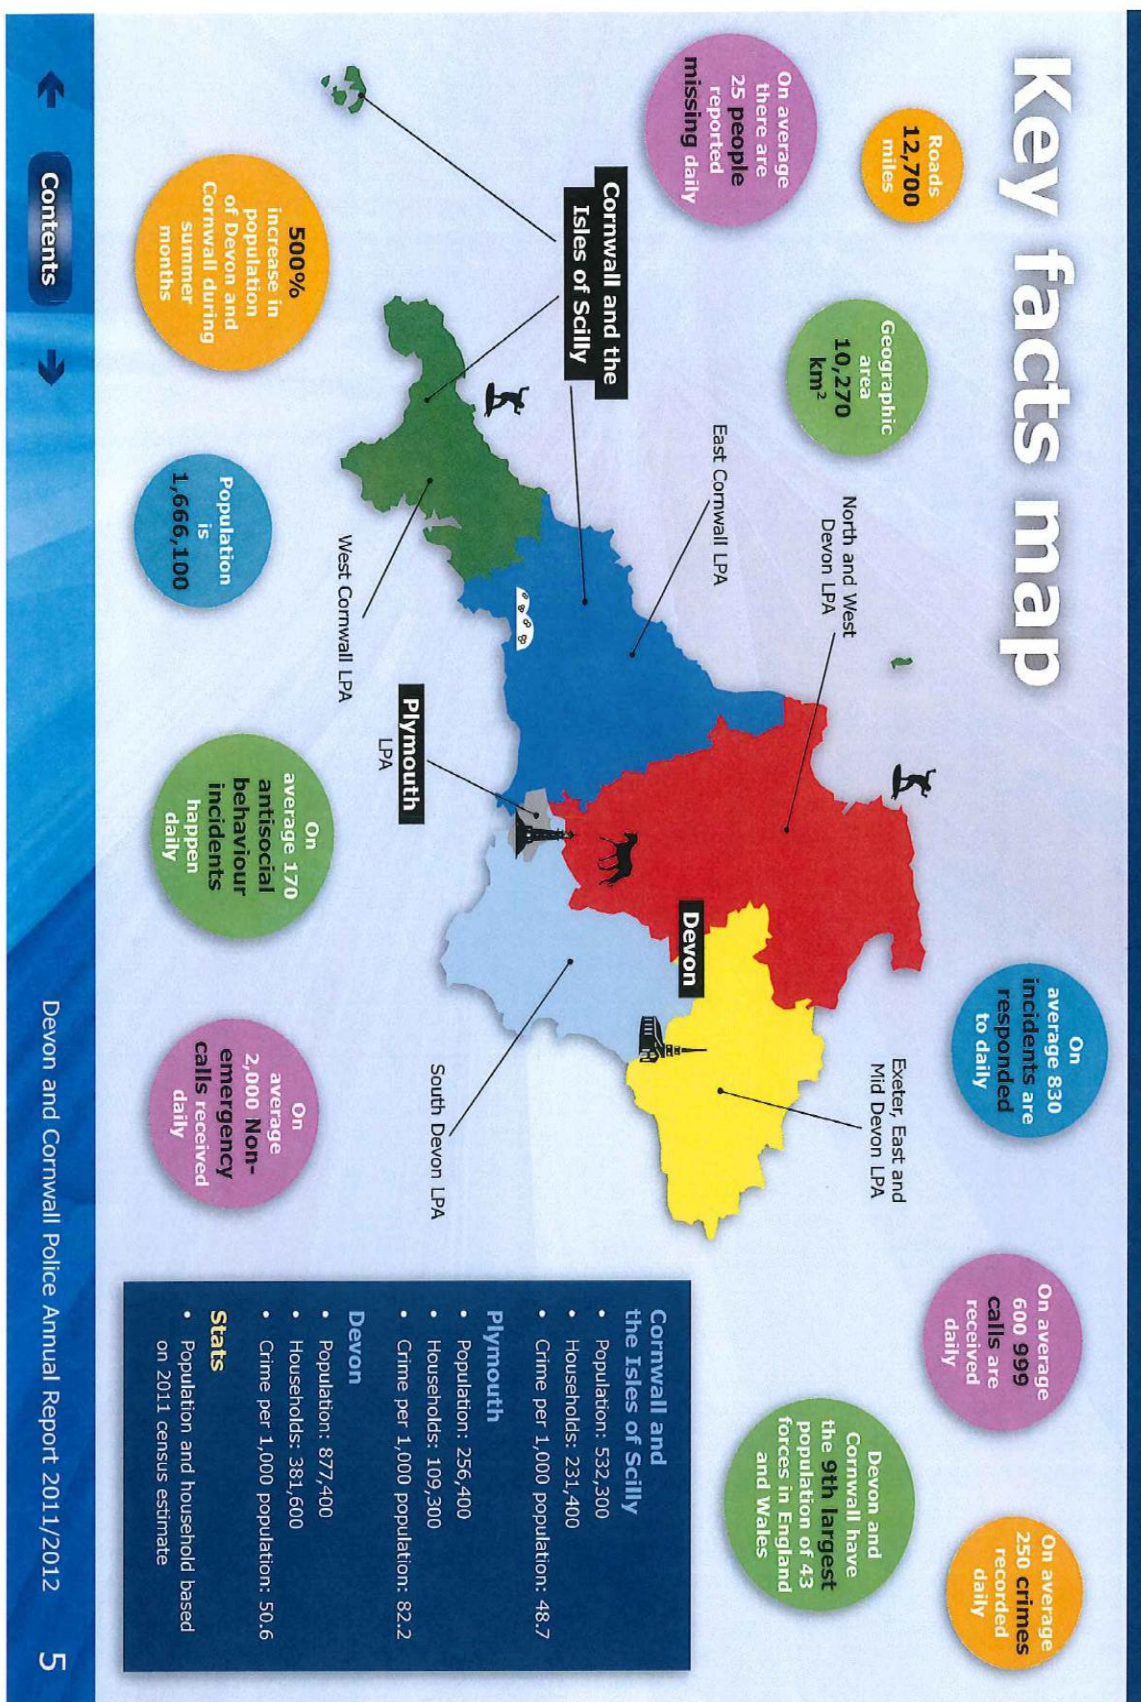 Key facts map
Roads
12,700
miles
On average
there are
25 people
reported
missing daily
Geographic
area
10,270
km²
On
average 830
incidents are
responded
to daily
On average
600 999
calls are
received
daily
On average
250 crimes
recorded
daily
Devon and
Cornwall have
the 9th largest
population of 43
forces in England
and Wales
North and West
Devon LPA
East Cornwall LPA
Exeter, East and
Mid Devon LPA
Cornwall and the
Isles of Scilly
Devon
Plymouth
LPA
West Cornwall LPA
South Devon LPA
500%
increase in
population
of Devon and
Cornwall during
summer
months
Population
is
1,666,100
On
average 170
antisocial
behaviour
incidents
happen
daily
On
average
2,000 Non-
emergency
calls received
daily
Cornwall and
the Isles of Scilly
• Population: 532,300
• Households: 231,400
• Crime per 1,000 population: 48.7
Plymouth
• Population: 256,400
• Households: 109,300
• Crime per 1,000 population: 82.2
Devon
• Population: 877,400
• Households: 381,600
• Crime per 1,000 population: 50.6
Stats
• Population and household based
on 2011 census estimate
Contents
Devon and Cornwall Police Annual Report 2011/2012
5